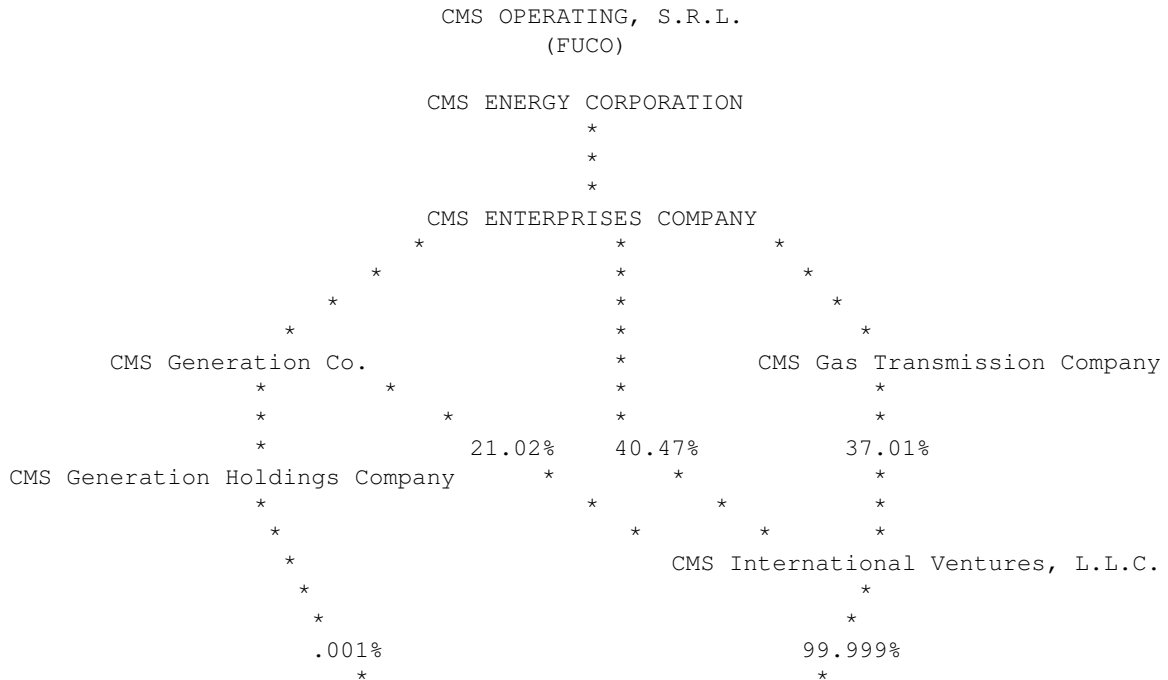 CMS OPERATING, S.R.L.
(FUCO)
CMS ENERGY CORPORATION
*
*
*
CMS ENTERPRISES COMPANY
* * *
* * *
* * *
* * *
CMS Generation Co. * CMS Gas Transmission Company
* * * *
* * * *
* 21.02% 40.47% 37.01%
CMS Generation Holdings Company * * *
* * * *
* * * *
* CMS International Ventures, L.L.C.
* *
* *
.001% 99.999%
* *